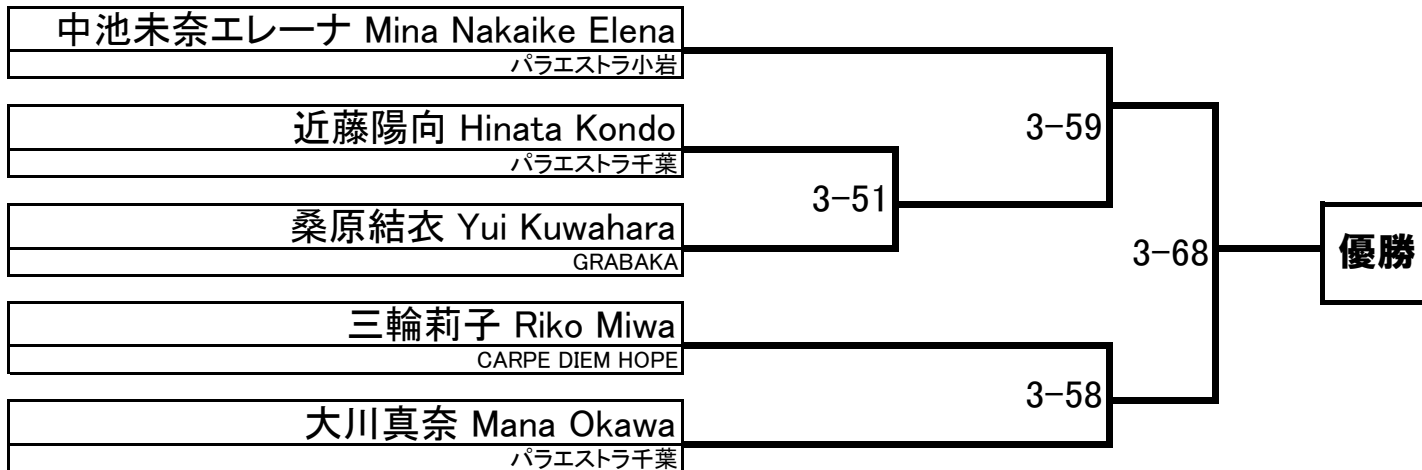 中池未奈エレーナ Mina Nakaike Elena
パラエストラ小岩
近藤陽向 Hinata Kondo
パラエストラ千葉
3-59
3-51
桑原結衣 Yui Kuwahara
GRABAKA
3-68
優勝
三輪莉子 Riko Miwa
CARPE DIEM HOPE
3-58
大川真奈 Mana Okawa
パラエストラ千葉